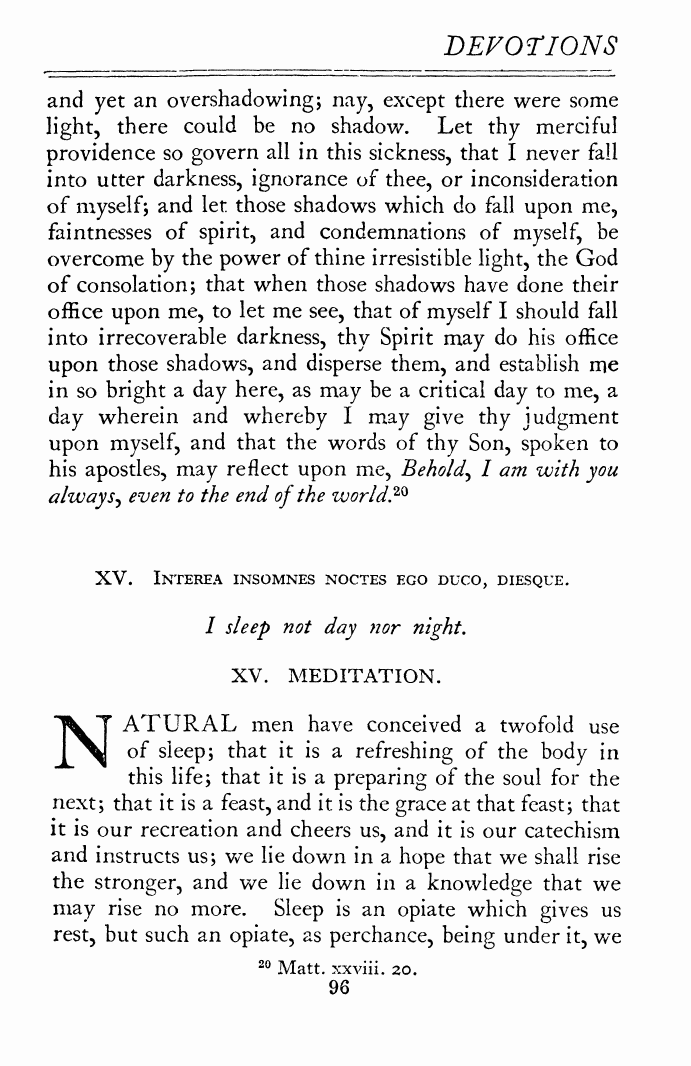 DEVOTIONS
and yet an overshadowing; nay, except there were some
light, there could be no shadow. Let thy merciful
providence so govern all in this sickness, that I never fall
into utter darkness, ignorance of thee, or inconsideration
of myself; and let those shadows which do fall upon me,
faintnesses of spirit, and condemnations of myself, be
overcome by the power of thine irresistible light, the God
of consolation; that when those shadows have done their
office upon me, to let me see, that of myself I should fall
into irrecoverable darkness, thy Spirit may do his office
upon those shadows, and disperse them, and establish me
in so bright a day here, as may be a critical day to me, a
day wherein and whereby I may give thy judgment
upon myself, and that the words of thy Son, spoken to
his apostles, may reflect upon me, Behold, I am with you
always, even to the end of the world.²⁰
XV. INTEREA INSOMNES NOCTES EGO DUCO, DIESQUE.
I sleep not day nor night.
XV. MEDITATION.
NATURAL men have conceived a twofold use
of sleep; that it is a refreshing of the body in
this life; that it is a preparing of the soul for the
next; that it is a feast, and it is the grace at that feast; that
it is our recreation and cheers us, and it is our catechism
and instructs us; we lie down in a hope that we shall rise
the stronger, and we lie down in a knowledge that we
may rise no more. Sleep is an opiate which gives us
rest, but such an opiate, as perchance, being under it, we
²⁰ Matt. xxviii. 20.
96